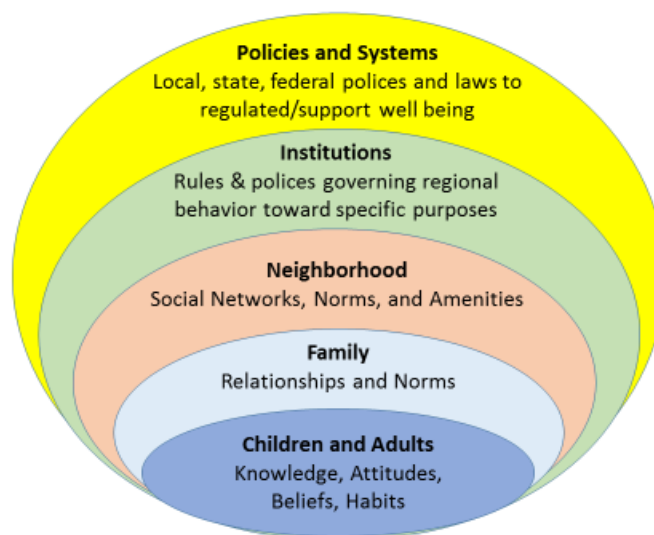 Policies and Systems
Local, state, federal polices and laws to
regulated/support well being
Institutions
Rules & polices governing regional
behavior toward specific purposes
Neighborhood
Social Networks, Norms, and Amenities
Family
Relationships and Norms
Children and Adults
Knowledge, Attitudes,
Beliefs, Habits